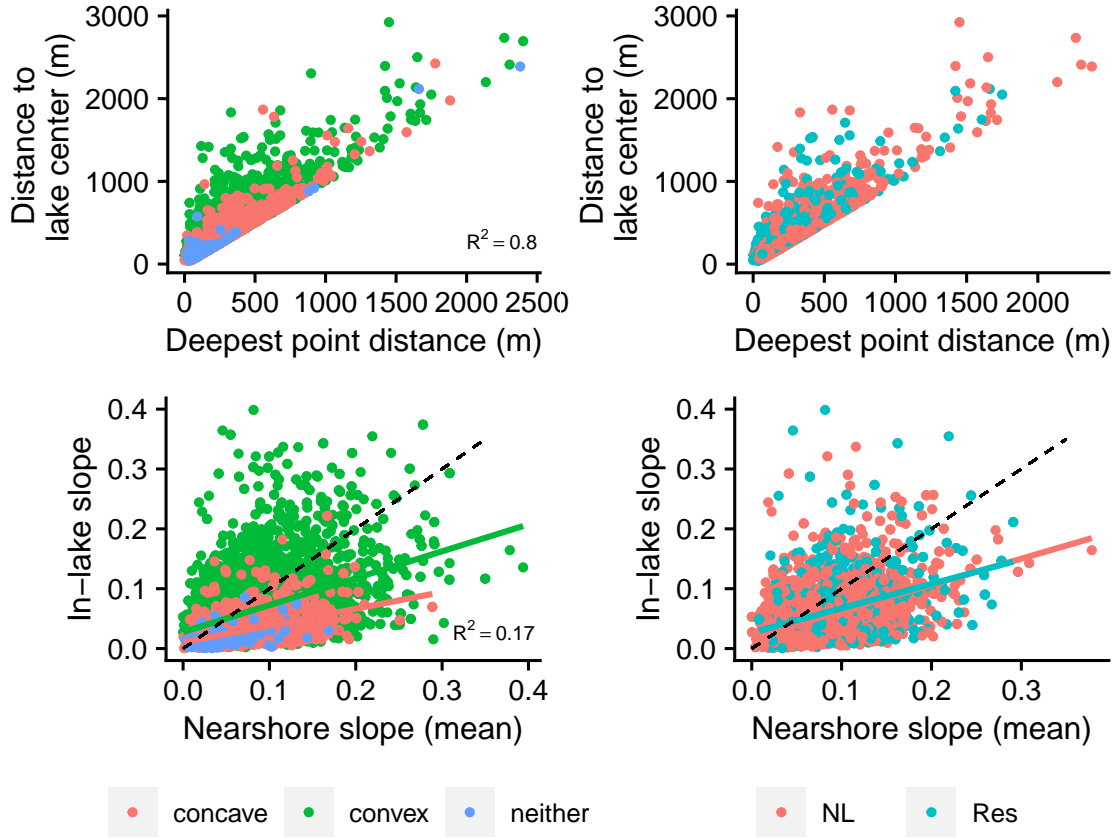 Distance to
lake center (m)
3000
2000
1000
0
R² = 0.8
0 500 1000 1500 2000 2500
Deepest point distance (m)
Distance to
lake center (m)
3000
2000
1000
0
0 500 1000 1500 2000
Deepest point distance (m)
In−lake slope
0.4
0.3
0.2
0.1
0.0
R² = 0.17
0.0 0.1 0.2 0.3 0.4
Nearshore slope (mean)
In−lake slope
0.4
0.3
0.2
0.1
0.0
0.0 0.1 0.2 0.3
Nearshore slope (mean)
concave convex neither
NL Res